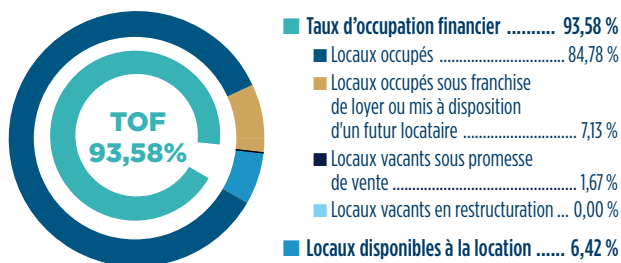 TOF
93,58%
Taux d'occupation financier .......... 93,58 %
Locaux occupés ............................... 84,78 %
Locaux occupés sous franchise
de loyer ou mis à disposition
d'un futur locataire ............................ 7,13 %
Locaux vacants sous promesse
de vente .............................................. 1,67 %
Locaux vacants en restructuration ... 0,00 %
Locaux disponibles à la location ...... 6,42 %